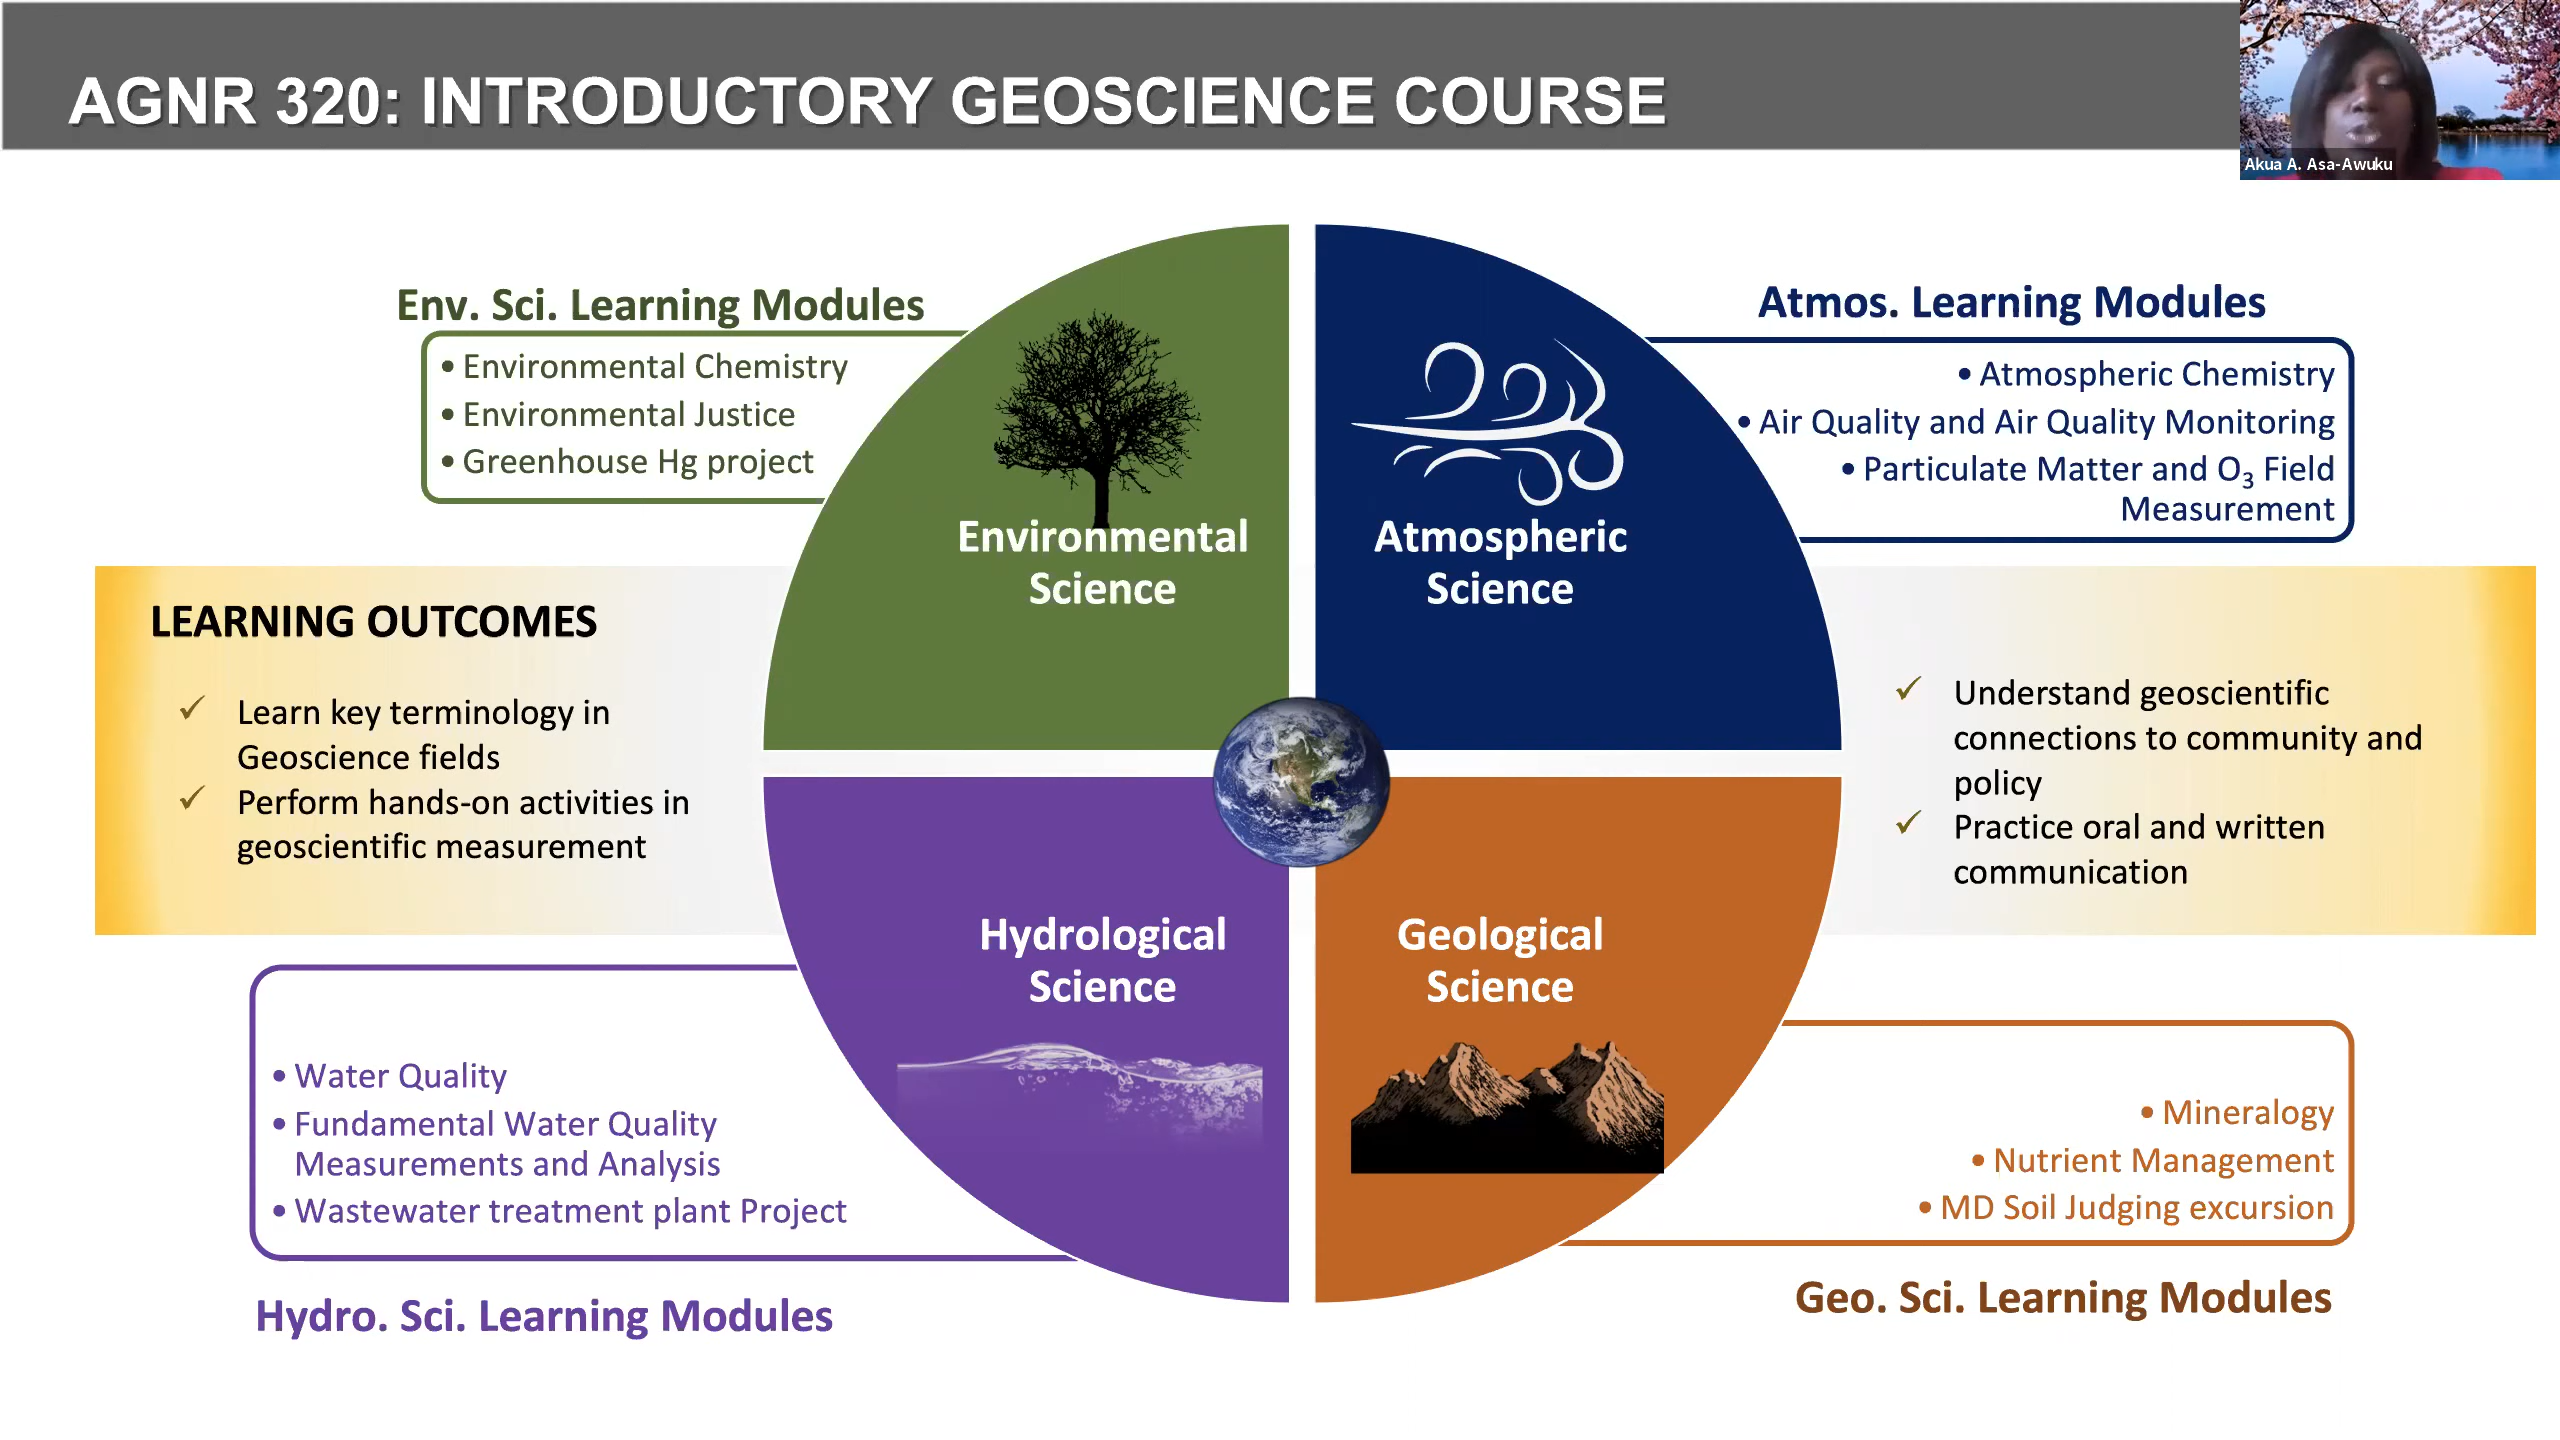 AGNR 320: INTRODUCTORY GEOSCIENCE COURSE
Akua A. Asa-Awuku
Env. Sci. Learning Modules
• Environmental Chemistry
• Environmental Justice
• Greenhouse Hg project
Environmental
Science
Atmospheric
Science
Atmos. Learning Modules
• Atmospheric Chemistry
• Air Quality and Air Quality Monitoring
• Particulate Matter and O₃ Field
Measurement
LEARNING OUTCOMES
✓ Learn key terminology in
Geoscience fields
✓ Perform hands-on activities in
geoscientific measurement
✓ Understand geoscientific
connections to community and
policy
✓ Practice oral and written
communication
Hydrological
Science
Geological
Science
• Water Quality
• Fundamental Water Quality
Measurements and Analysis
• Wastewater treatment plant Project
Hydro. Sci. Learning Modules
• Mineralogy
• Nutrient Management
• MD Soil Judging excursion
Geo. Sci. Learning Modules